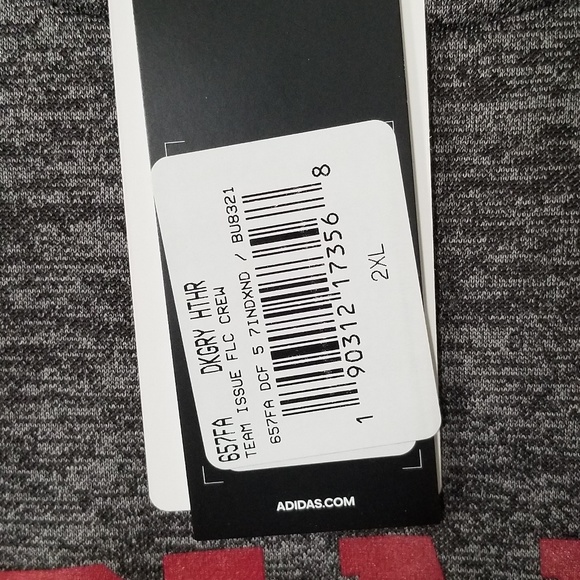 657FA DKGRY HTHR
TEAM ISSUE FLC CREW
657FA DCF 5 7INDXND / BU8321
1 90312 17356 8
2XL
ADIDAS.COM